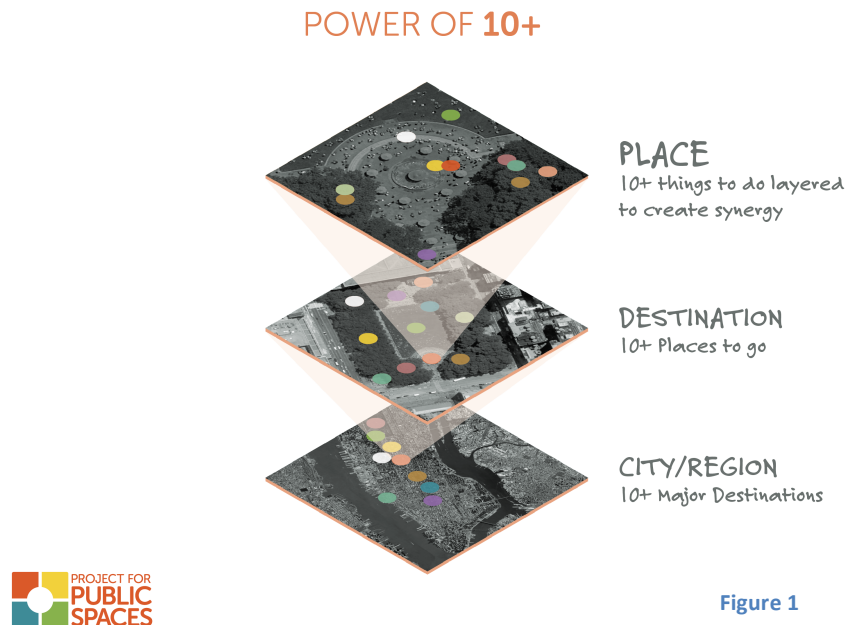 POWER OF 10+
PLACE
10+ things to do layered
to create synergy
DESTINATION
10+ Places to go
CITY/REGION
10+ Major Destinations
PROJECT FOR
PUBLIC
SPACES
Figure 1